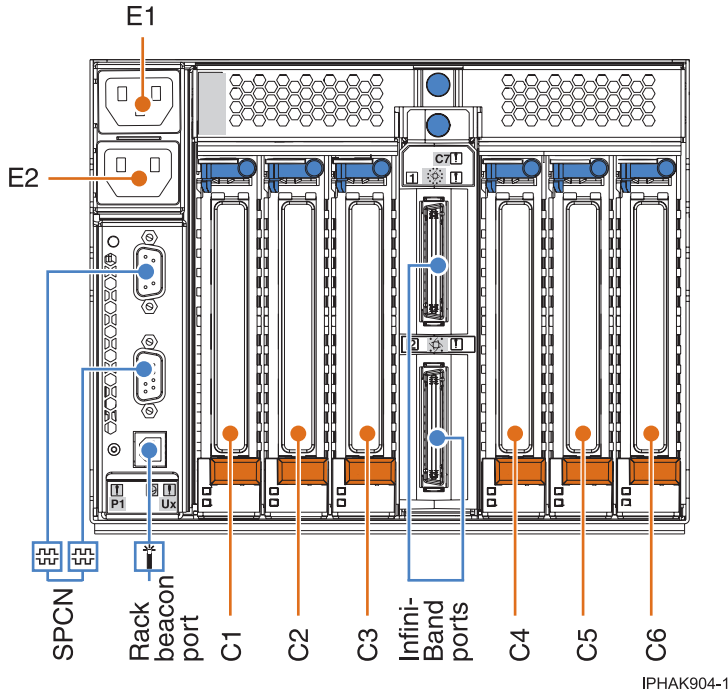 E1
E2
C7
1
2
P1
Ux
SPCN
Rack
beacon
port
C1
C2
C3
Infini-
Band
ports
C4
C5
C6
IPHAK904-1